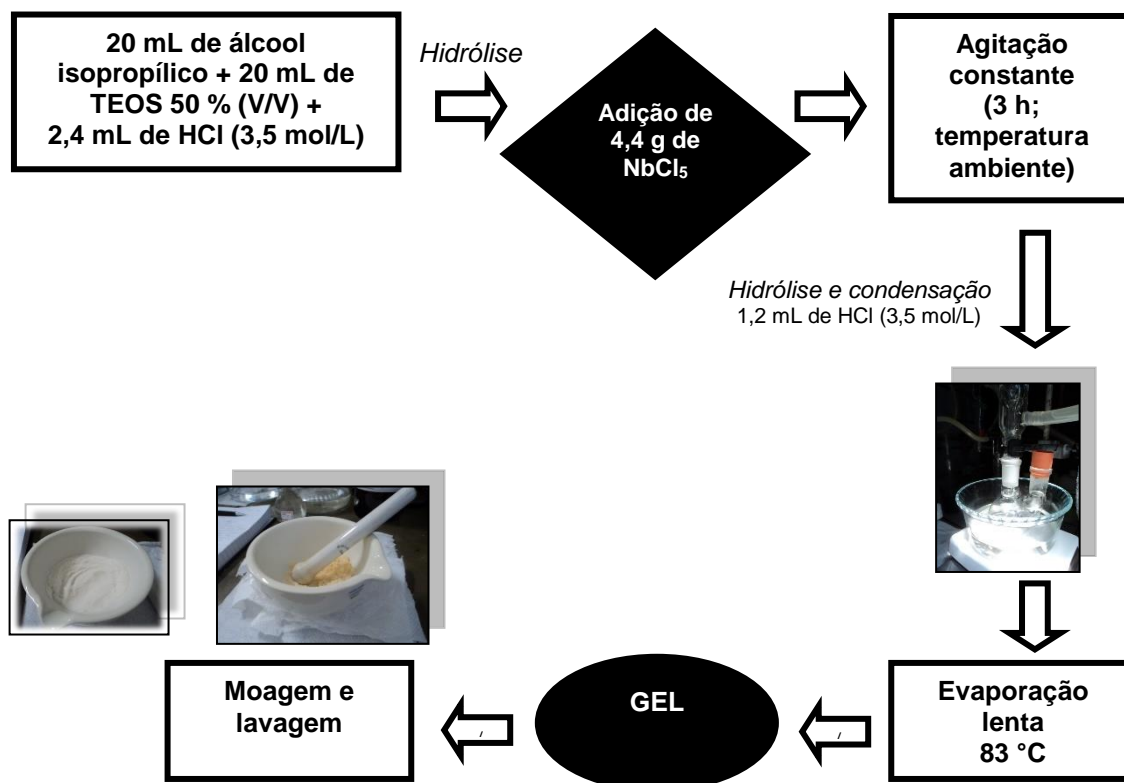 20 mL de álcool
isopropílico + 20 mL de
TEOS 50 % (V/V) +
2,4 mL de HCl (3,5 mol/L)
Hidrólise
Adição de
4,4 g de
NbCl₅
Agitação
constante
(3 h;
temperatura
ambiente)
Hidrólise e condensação
1,2 mL de HCl (3,5 mol/L)
Evaporação
lenta
83 °C
GEL
Moagem e
lavagem